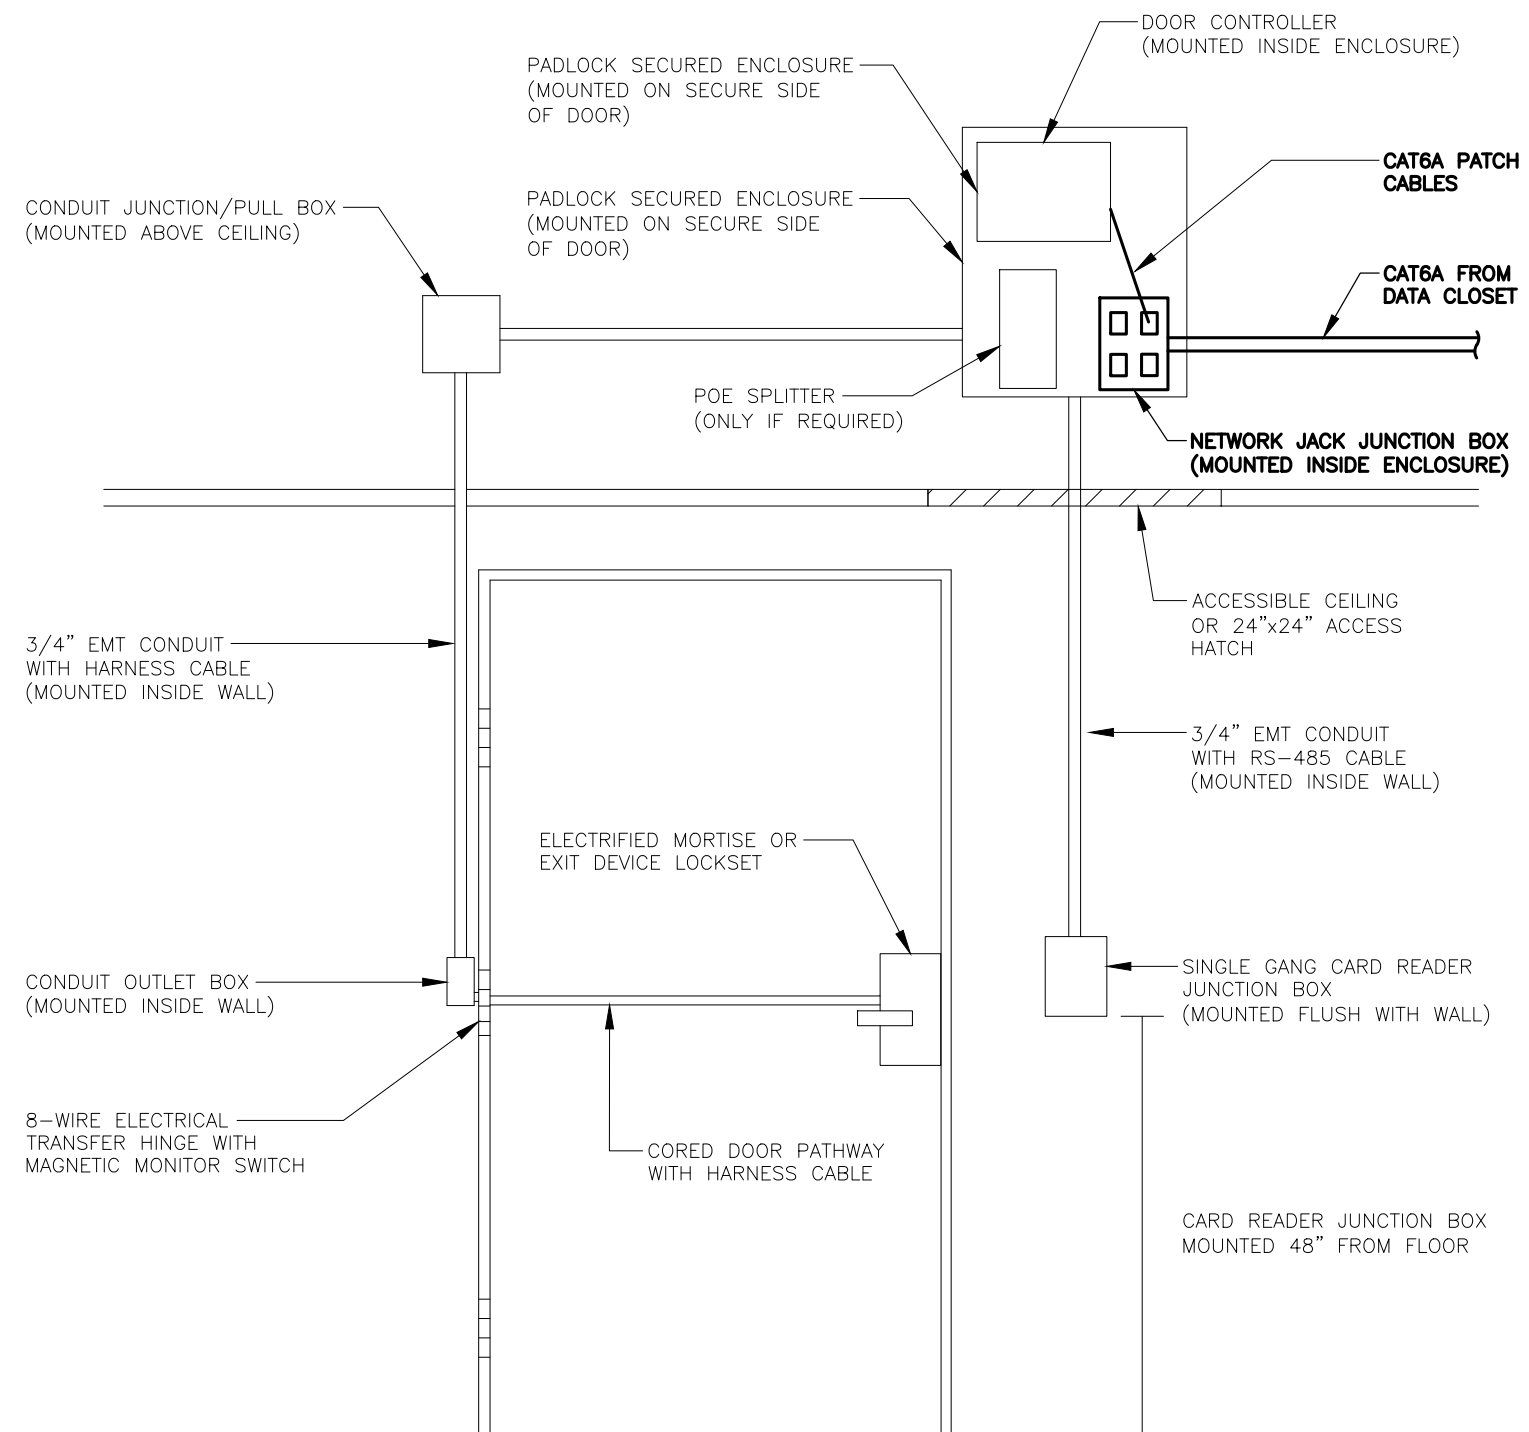 DOOR CONTROLLER
(MOUNTED INSIDE ENCLOSURE)
PADLOCK SECURED ENCLOSURE
(MOUNTED ON SECURE SIDE
OF DOOR)
CAT6A PATCH
CABLES
PADLOCK SECURED ENCLOSURE
(MOUNTED ON SECURE SIDE
OF DOOR)
CONDUIT JUNCTION/PULL BOX
(MOUNTED ABOVE CEILING)
CAT6A FROM
DATA CLOSET
POE SPLITTER
(ONLY IF REQUIRED)
NETWORK JACK JUNCTION BOX
(MOUNTED INSIDE ENCLOSURE)
ACCESSIBLE CEILING
OR 24”x24” ACCESS
HATCH
3/4” EMT CONDUIT
WITH HARNESS CABLE
(MOUNTED INSIDE WALL)
3/4” EMT CONDUIT
WITH RS-485 CABLE
(MOUNTED INSIDE WALL)
ELECTRIFIED MORTISE OR
EXIT DEVICE LOCKSET
CONDUIT OUTLET BOX
(MOUNTED INSIDE WALL)
SINGLE GANG CARD READER
JUNCTION BOX
(MOUNTED FLUSH WITH WALL)
8-WIRE ELECTRICAL
TRANSFER HINGE WITH
MAGNETIC MONITOR SWITCH
CORED DOOR PATHWAY
WITH HARNESS CABLE
CARD READER JUNCTION BOX
MOUNTED 48” FROM FLOOR